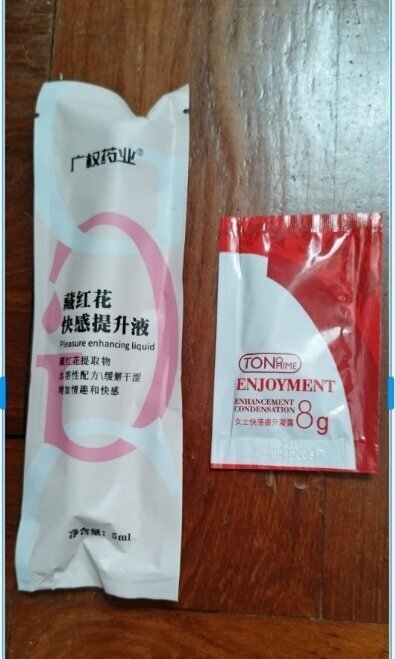 广权药业®
藏红花
快感提升液
Pleasure enhancing liquid
藏红花提取物
水溶性配方\缓解干涩
增加情趣和快感
净含量：5ml
TONAIME
ENJOYMENT
ENHANCEMENT
CONDENSATION 8g
女士快感提升凝露